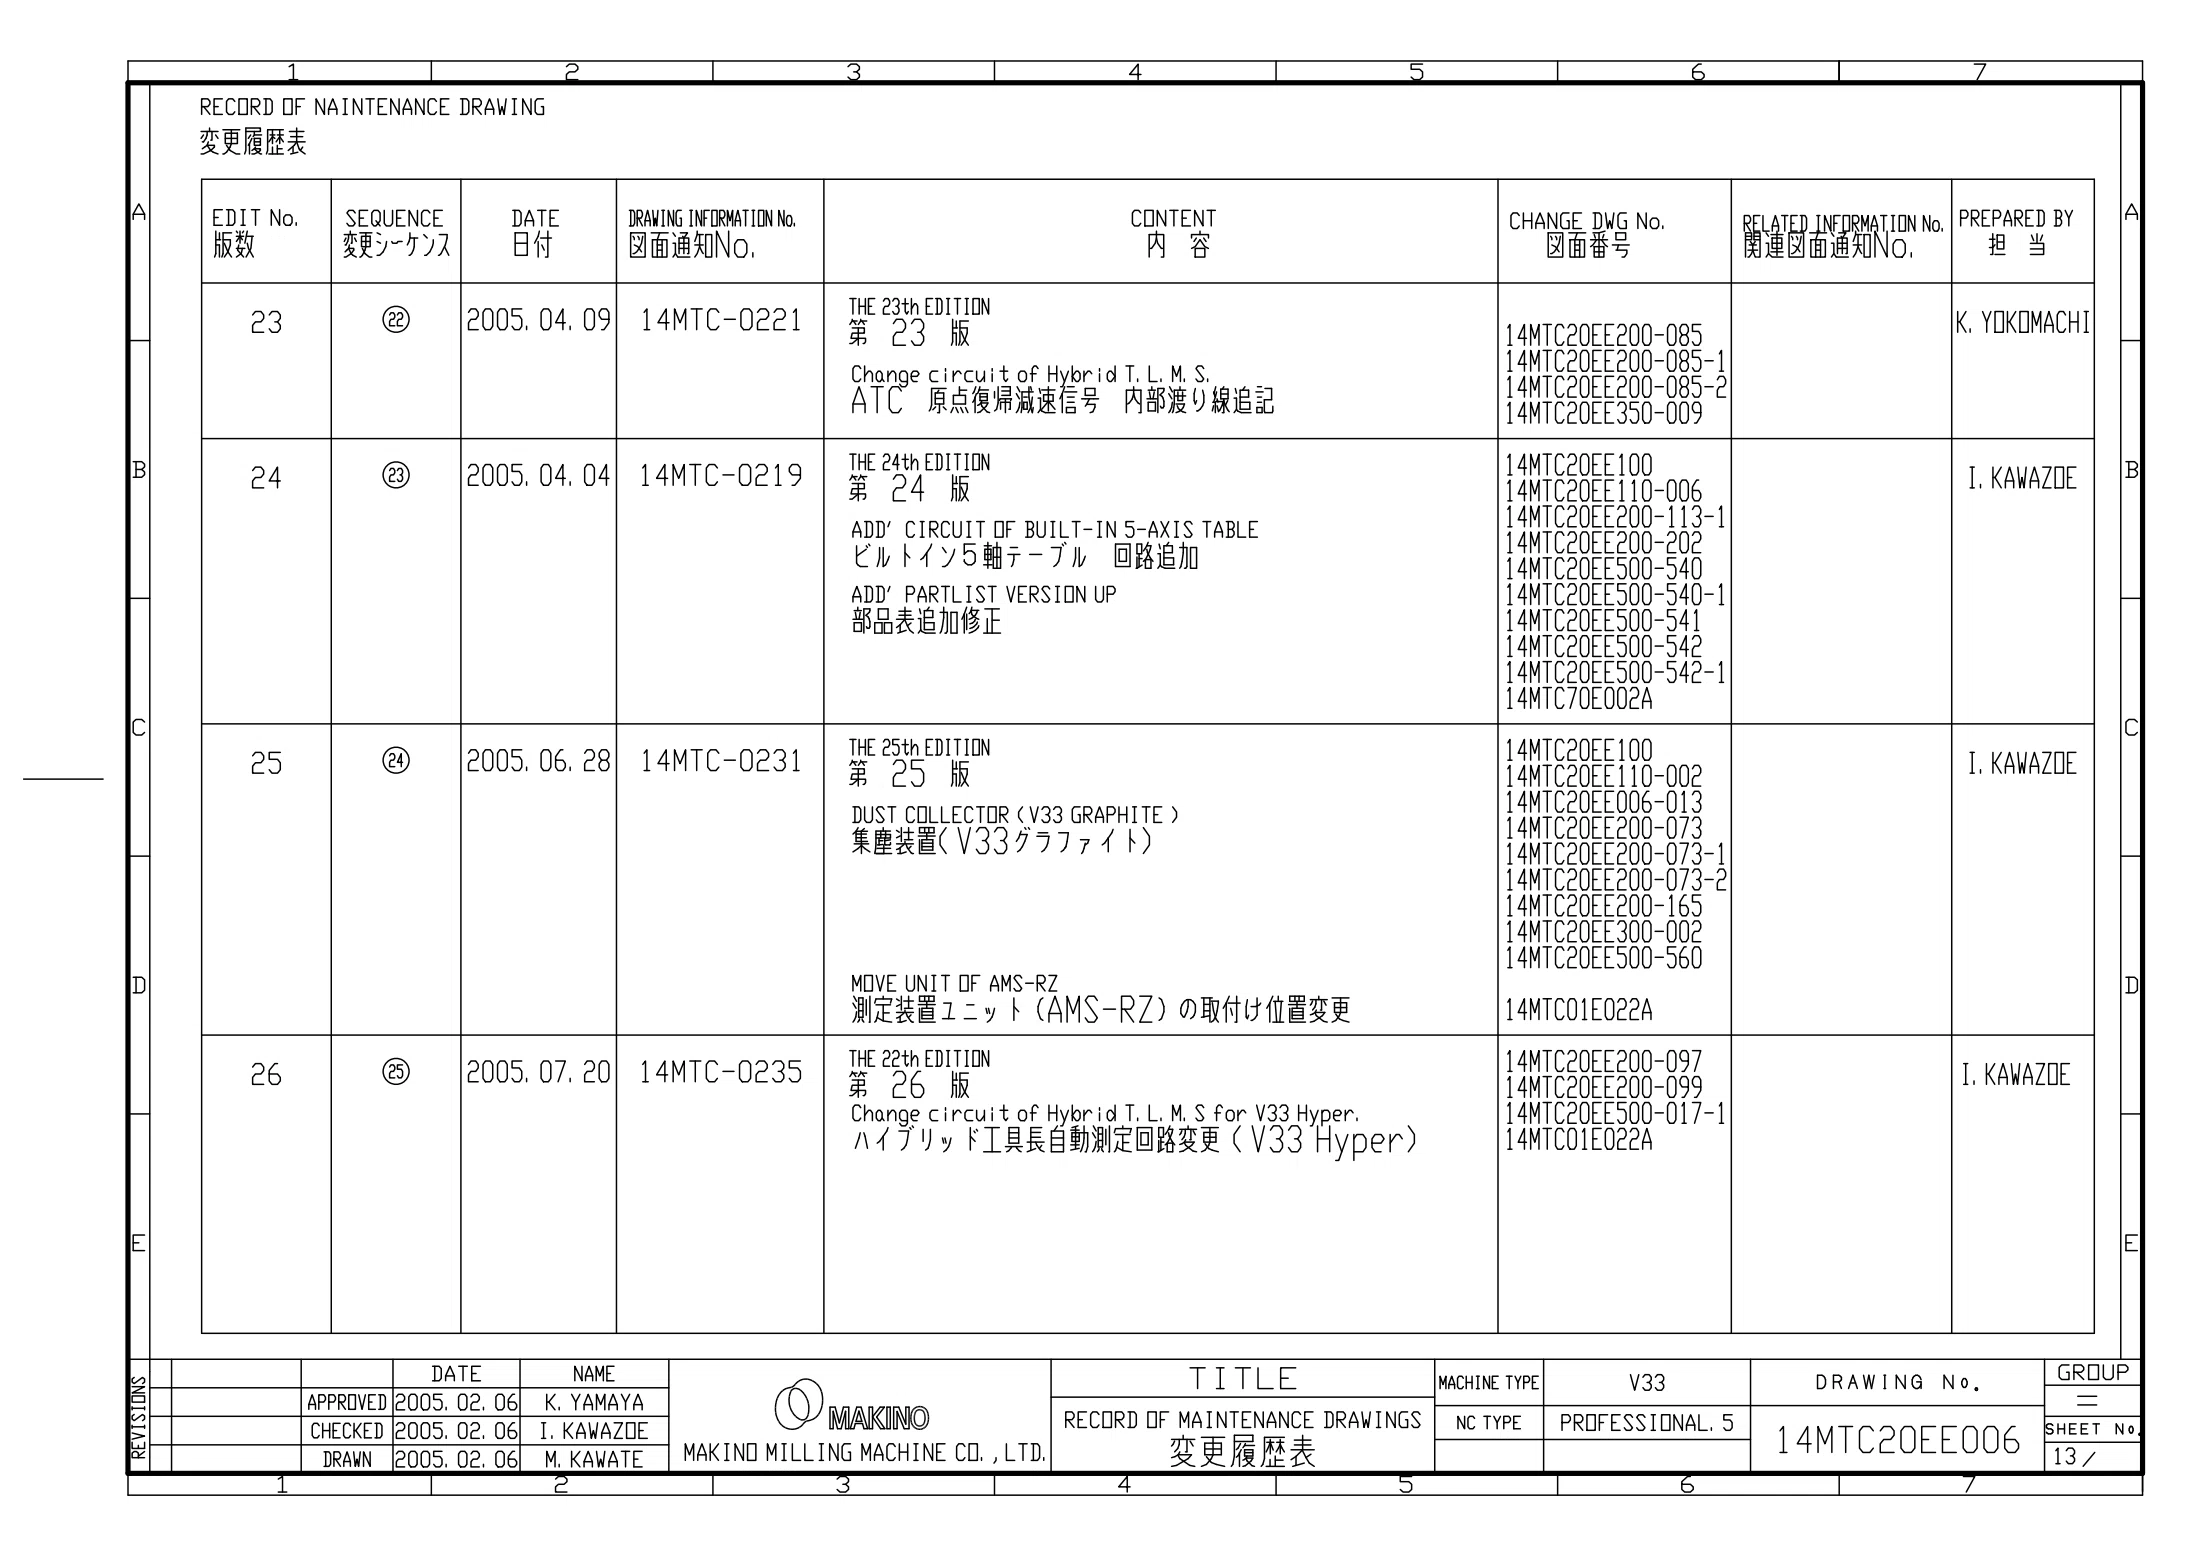 1 2 3 4 5 6 7
RECORD OF NAINTENANCE DRAWING
変更履歴表
A A
EDIT No. SEQUENCE DATE DRAWING INFORMATION No. CONTENT CHANGE DWG No. RELATED INFORMATION No. PREPARED BY
版数 変更シーケンス 日付 図面通知No. 内 容 図面番号 関連図面通知No. 担 当
23 ㉒ 2005.04.09 14MTC-0221 K.YOKOMACHI
THE 23th EDITION
第 23 版
Change circuit of Hybrid T.L.M.S.
ATC 原点復帰減速信号 内部渡り線追記
14MTC20EE200-085
14MTC20EE200-085-1
14MTC20EE200-085-2
14MTC20EE350-009
B B
24 ㉓ 2005.04.04 14MTC-0219 I.KAWAZOE
THE 24th EDITION
第 24 版
ADD' CIRCUIT OF BUILT-IN 5-AXIS TABLE
ビルトイン5軸テーブル 回路追加
ADD' PARTLIST VERSION UP
部品表追加修正
14MTC20EE100
14MTC20EE110-006
14MTC20EE200-113-1
14MTC20EE200-202
14MTC20EE500-540
14MTC20EE500-540-1
14MTC20EE500-541
14MTC20EE500-542
14MTC20EE500-542-1
14MTC70E002A
C C
25 ㉔ 2005.06.28 14MTC-0231 I.KAWAZOE
THE 25th EDITION
第 25 版
DUST COLLECTOR (V33 GRAPHITE)
集塵装置(V33グラファイト)
14MTC20EE100
14MTC20EE110-002
14MTC20EE006-013
14MTC20EE200-073
14MTC20EE200-073-1
14MTC20EE200-073-2
14MTC20EE200-165
14MTC20EE300-002
14MTC20EE500-560
D D
MOVE UNIT OF AMS-RZ
測定装置ユニット(AMS-RZ)の取付け位置変更
14MTC01E022A
26 ㉕ 2005.07.20 14MTC-0235 I.KAWAZOE
THE 22th EDITION
第 26 版
Change circuit of Hybrid T.L.M.S for V33 Hyper.
ハイブリッド工具長自動測定回路変更(V33 Hyper)
14MTC20EE200-097
14MTC20EE200-099
14MTC20EE500-017-1
14MTC01E022A
E E
REVISIONS
DATE NAME
APPROVED 2005.02.06 K.YAMAYA
CHECKED 2005.02.06 I.KAWAZOE
DRAWN 2005.02.06 M.KAWATE
MAKINO
MAKINO MILLING MACHINE CO.,LTD.
TITLE
RECORD OF MAINTENANCE DRAWINGS
変更履歴表
MACHINE TYPE V33
NC TYPE PROFESSIONAL.5
DRAWING No.
14MTC20EE006
GROUP
=
SHEET No.
13/
1 2 3 4 5 6 7